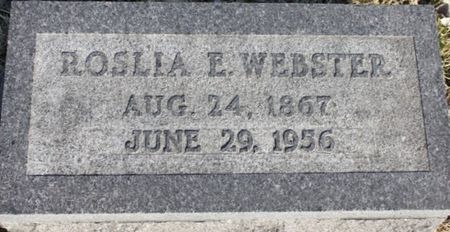 ROSLIA E. WEBSTER
AUG. 24, 1867
JUNE 29, 1956